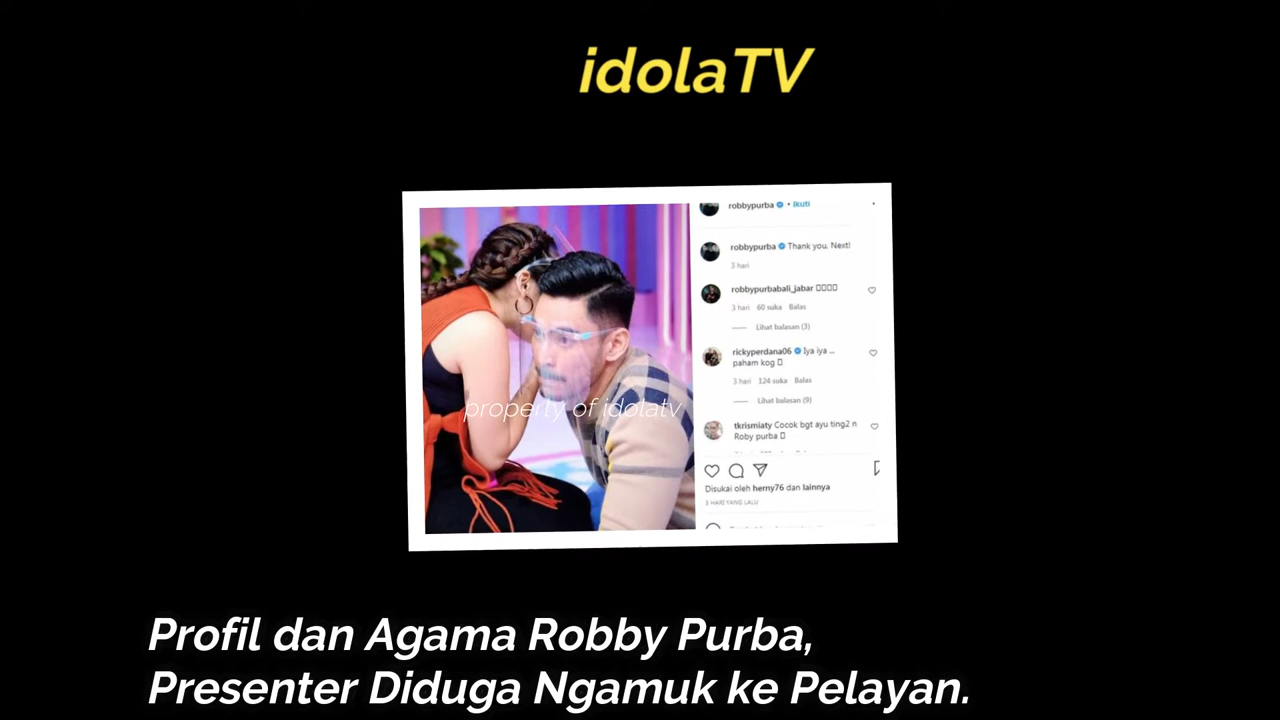 idolaTV
robbypurba • Ikuti
robbypurba Thank you, Next!
3 hari
robbypurbabali_jabar
3 hari 60 suka Balas
Lihat balasan (3)
rickyperdana06 Iya iya ...
paham kog
3 hari 124 suka Balas
Lihat balasan (9)
property of idolatv
tkrismiaty Cocok bgt ayu ting2 n
Roby purba
Disukai oleh herny76 dan lainnya
3 HARI YANG LALU
Profil dan Agama Robby Purba,
Presenter Diduga Ngamuk ke Pelayan.